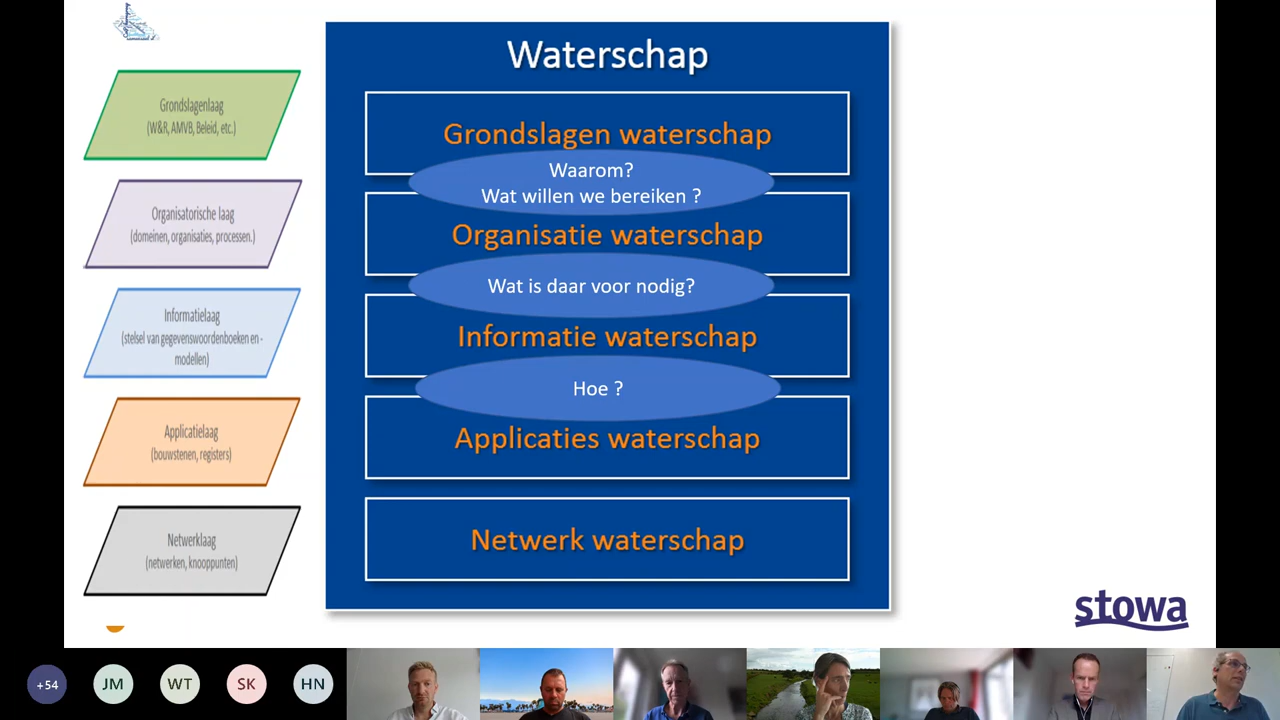 Waterschap
Grondslagenlaag
(W&R, AMVB, Beleid, etc.)
Grondslagen waterschap
Waarom?
Wat willen we bereiken ?
Organisatorische laag
(domeinen, organisaties, processen.)
Organisatie waterschap
Wat is daar voor nodig?
Informatielaag
(stelsel van gegevenswoordenboeken en -
modellen)
Informatie waterschap
Hoe ?
Applicatielaag
(bouwstenen, registers)
Applicaties waterschap
Netwerklaag
(netwerken, knooppunten)
Netwerk waterschap
stowa
+54
JM
WT
SK
HN